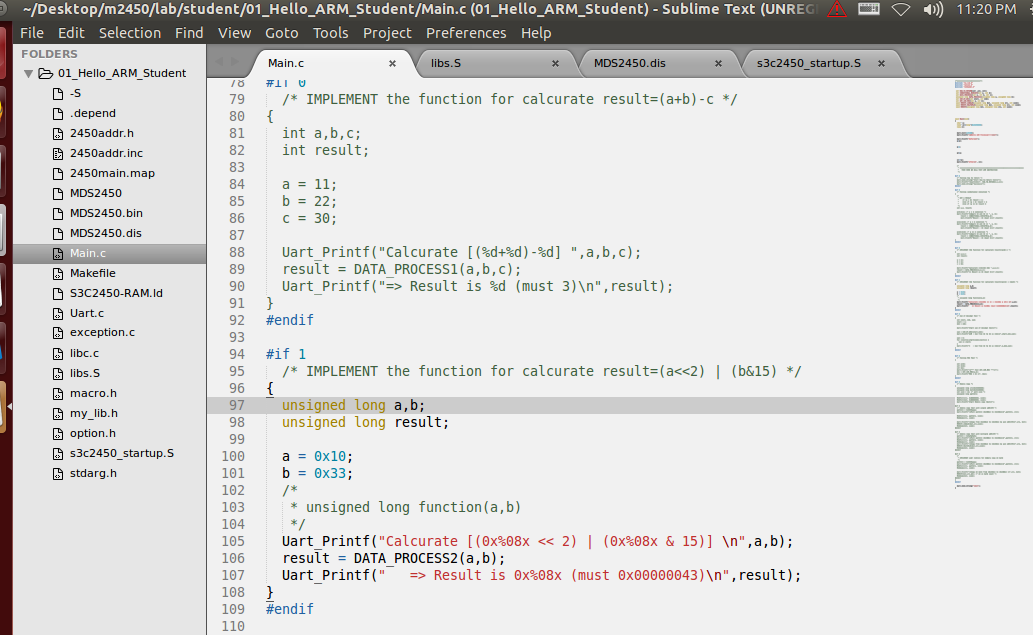 ~/Desktop/m2450/lab/student/01_Hello_ARM_Student/Main.c (01_Hello_ARM_Student) - Sublime Text (UNREG
11:20 PM
File Edit Selection Find View Goto Tools Project Preferences Help
FOLDERS
01_Hello_ARM_Student
-S
.depend
2450addr.h
2450addr.inc
2450main.map
MDS2450
MDS2450.bin
MDS2450.dis
Main.c
Makefile
S3C2450-RAM.ld
Uart.c
exception.c
libc.c
libs.S
macro.h
my_lib.h
option.h
s3c2450_startup.S
stdarg.h
Main.c × libs.S × MDS2450.dis × s3c2450_startup.S ×
78 #if 0
79 /* IMPLEMENT the function for calcurate result=(a+b)-c */
80 {
81 int a,b,c;
82 int result;
83
84 a = 11;
85 b = 22;
86 c = 30;
87
88 Uart_Printf("Calcurate [(%d+%d)-%d] ",a,b,c);
89 result = DATA_PROCESS1(a,b,c);
90 Uart_Printf("=> Result is %d (must 3)\n",result);
91 }
92 #endif
93
94 #if 1
95 /* IMPLEMENT the function for calcurate result=(a<<2) | (b&15) */
96 {
97 unsigned long a,b;
98 unsigned long result;
99
100 a = 0x10;
101 b = 0x33;
102 /*
103 * unsigned long function(a,b)
104 */
105 Uart_Printf("Calcurate [(0x%08x << 2) | (0x%08x & 15)] \n",a,b);
106 result = DATA_PROCESS2(a,b);
107 Uart_Printf("   => Result is 0x%08x (must 0x00000043)\n",result);
108 }
109 #endif
110